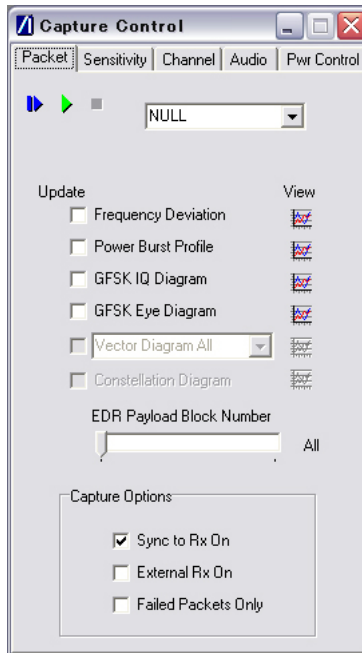 Capture Control
Packet Sensitivity Channel Audio Pwr Control
NULL
Update View
Frequency Deviation
Power Burst Profile
GFSK IQ Diagram
GFSK Eye Diagram
Vector Diagram All
Constellation Diagram
EDR Payload Block Number
All
Capture Options
Sync to Rx On
External Rx On
Failed Packets Only